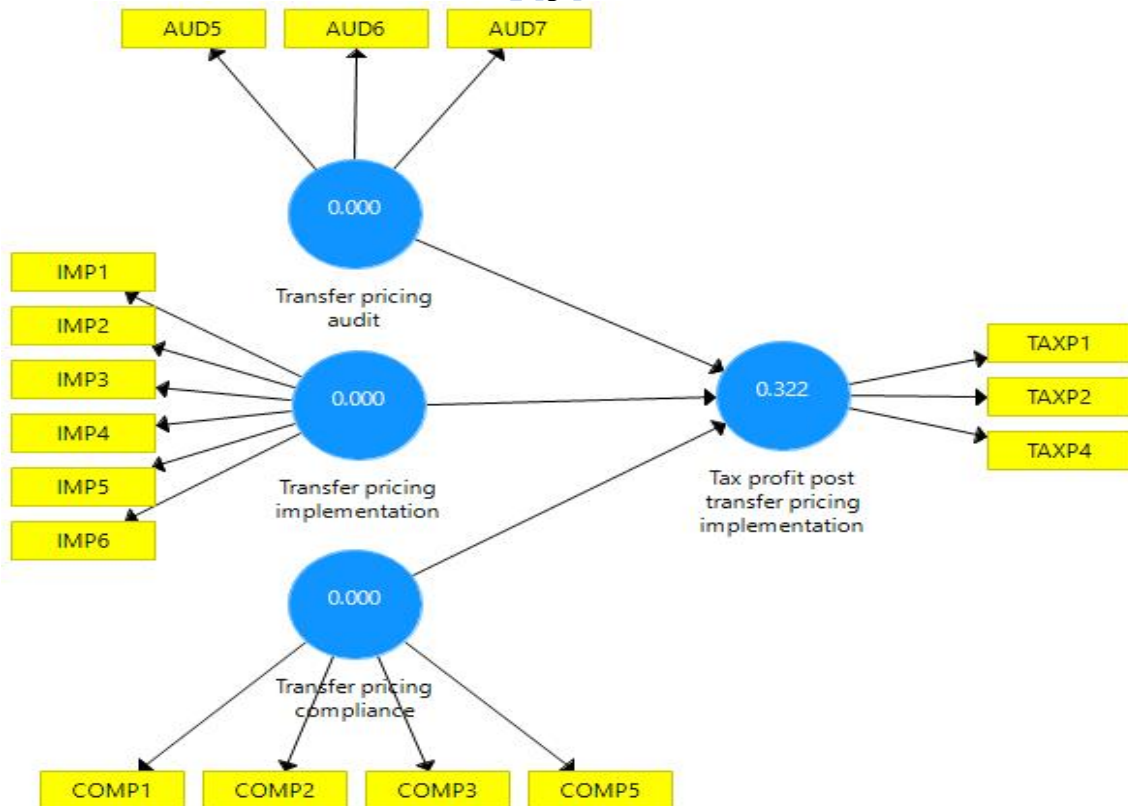 AUD5
AUD6
AUD7
0.000
Transfer pricing
audit
IMP1
IMP2
IMP3
IMP4
IMP5
IMP6
0.000
Transfer pricing
implementation
0.322
Tax profit post
transfer pricing
implementation
TAXP1
TAXP2
TAXP4
0.000
Transfer pricing
compliance
COMP1
COMP2
COMP3
COMP5